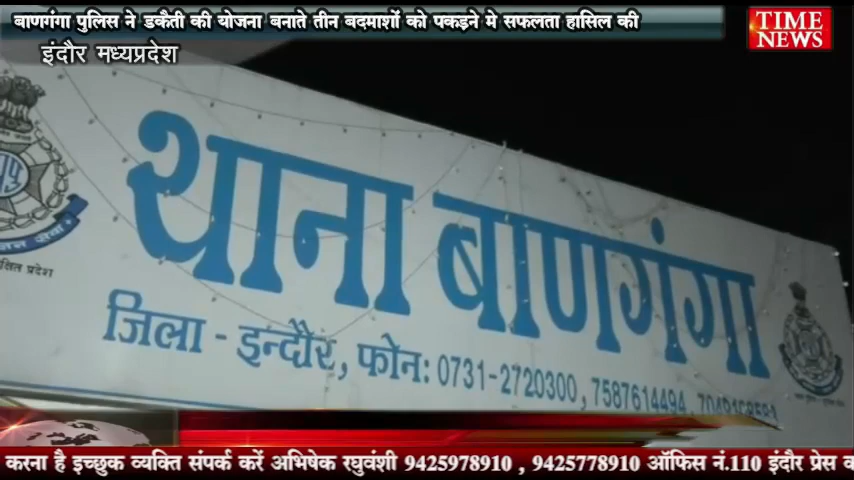 बाणगंगा पुलिस ने डकैती की योजना बनाते तीन बदमाशों को पकड़ने मे सफलता हासिल की
TIME
NEWS
इंदौर मध्यप्रदेश
थाना बाणगंगा
जिला - इन्दौर, फोन: 0731-2720300, 7587614494,
करना है इच्छुक व्यक्ति संपर्क करें अभिषेक रघुवंशी 9425978910 , 9425778910 ऑफिस नं.110 इंदौर प्रेस